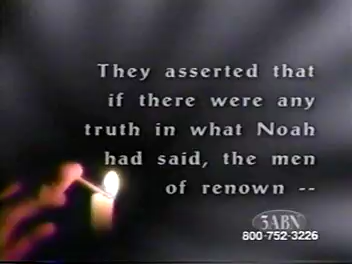 They asserted that
if there were any
truth in what Noah
had said, the men
of renown --
3ABN
800-752-3226